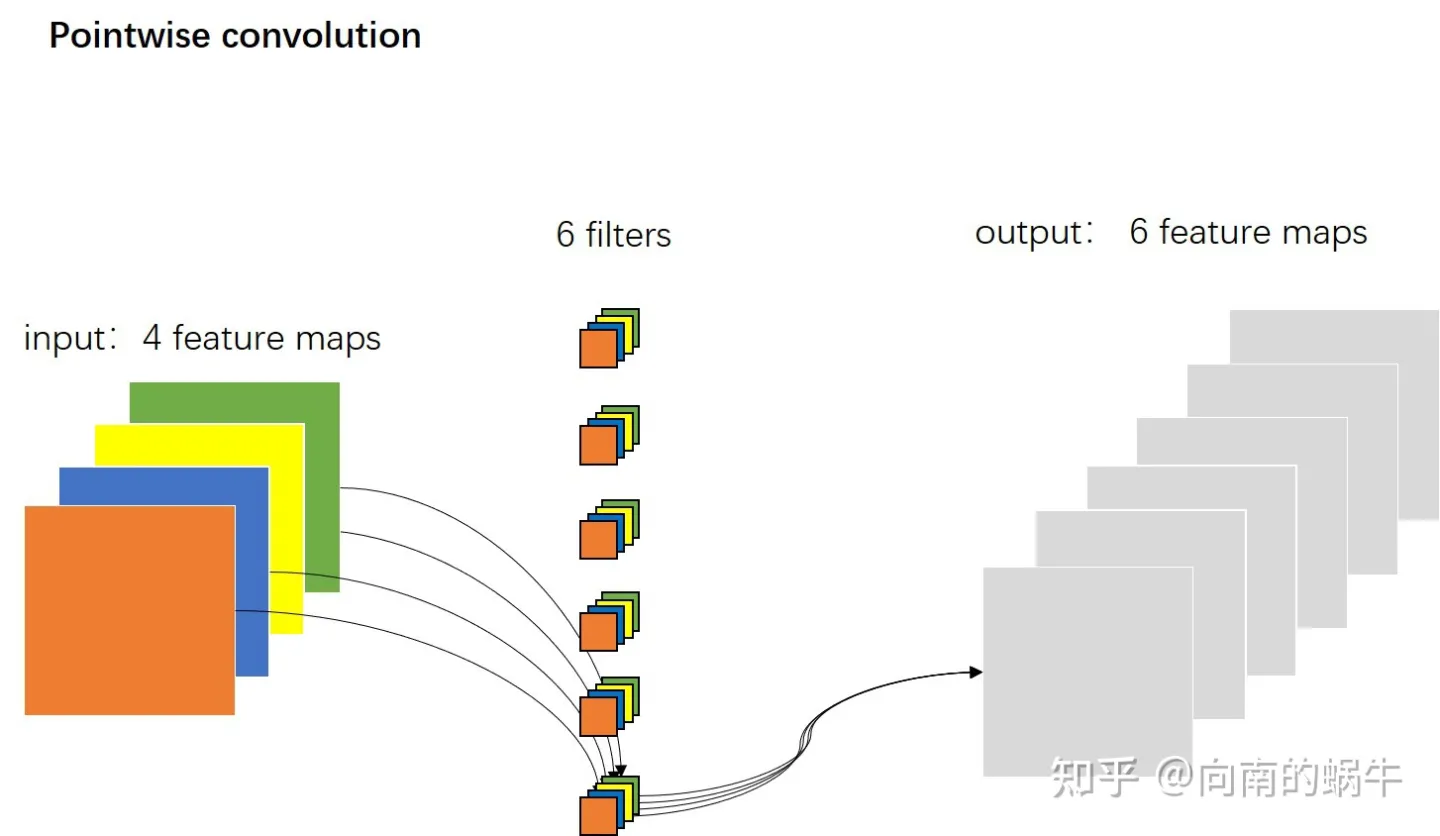 Pointwise convolution
6 filters
output： 6 feature maps
input：4 feature maps
知乎 @向南的蜗牛